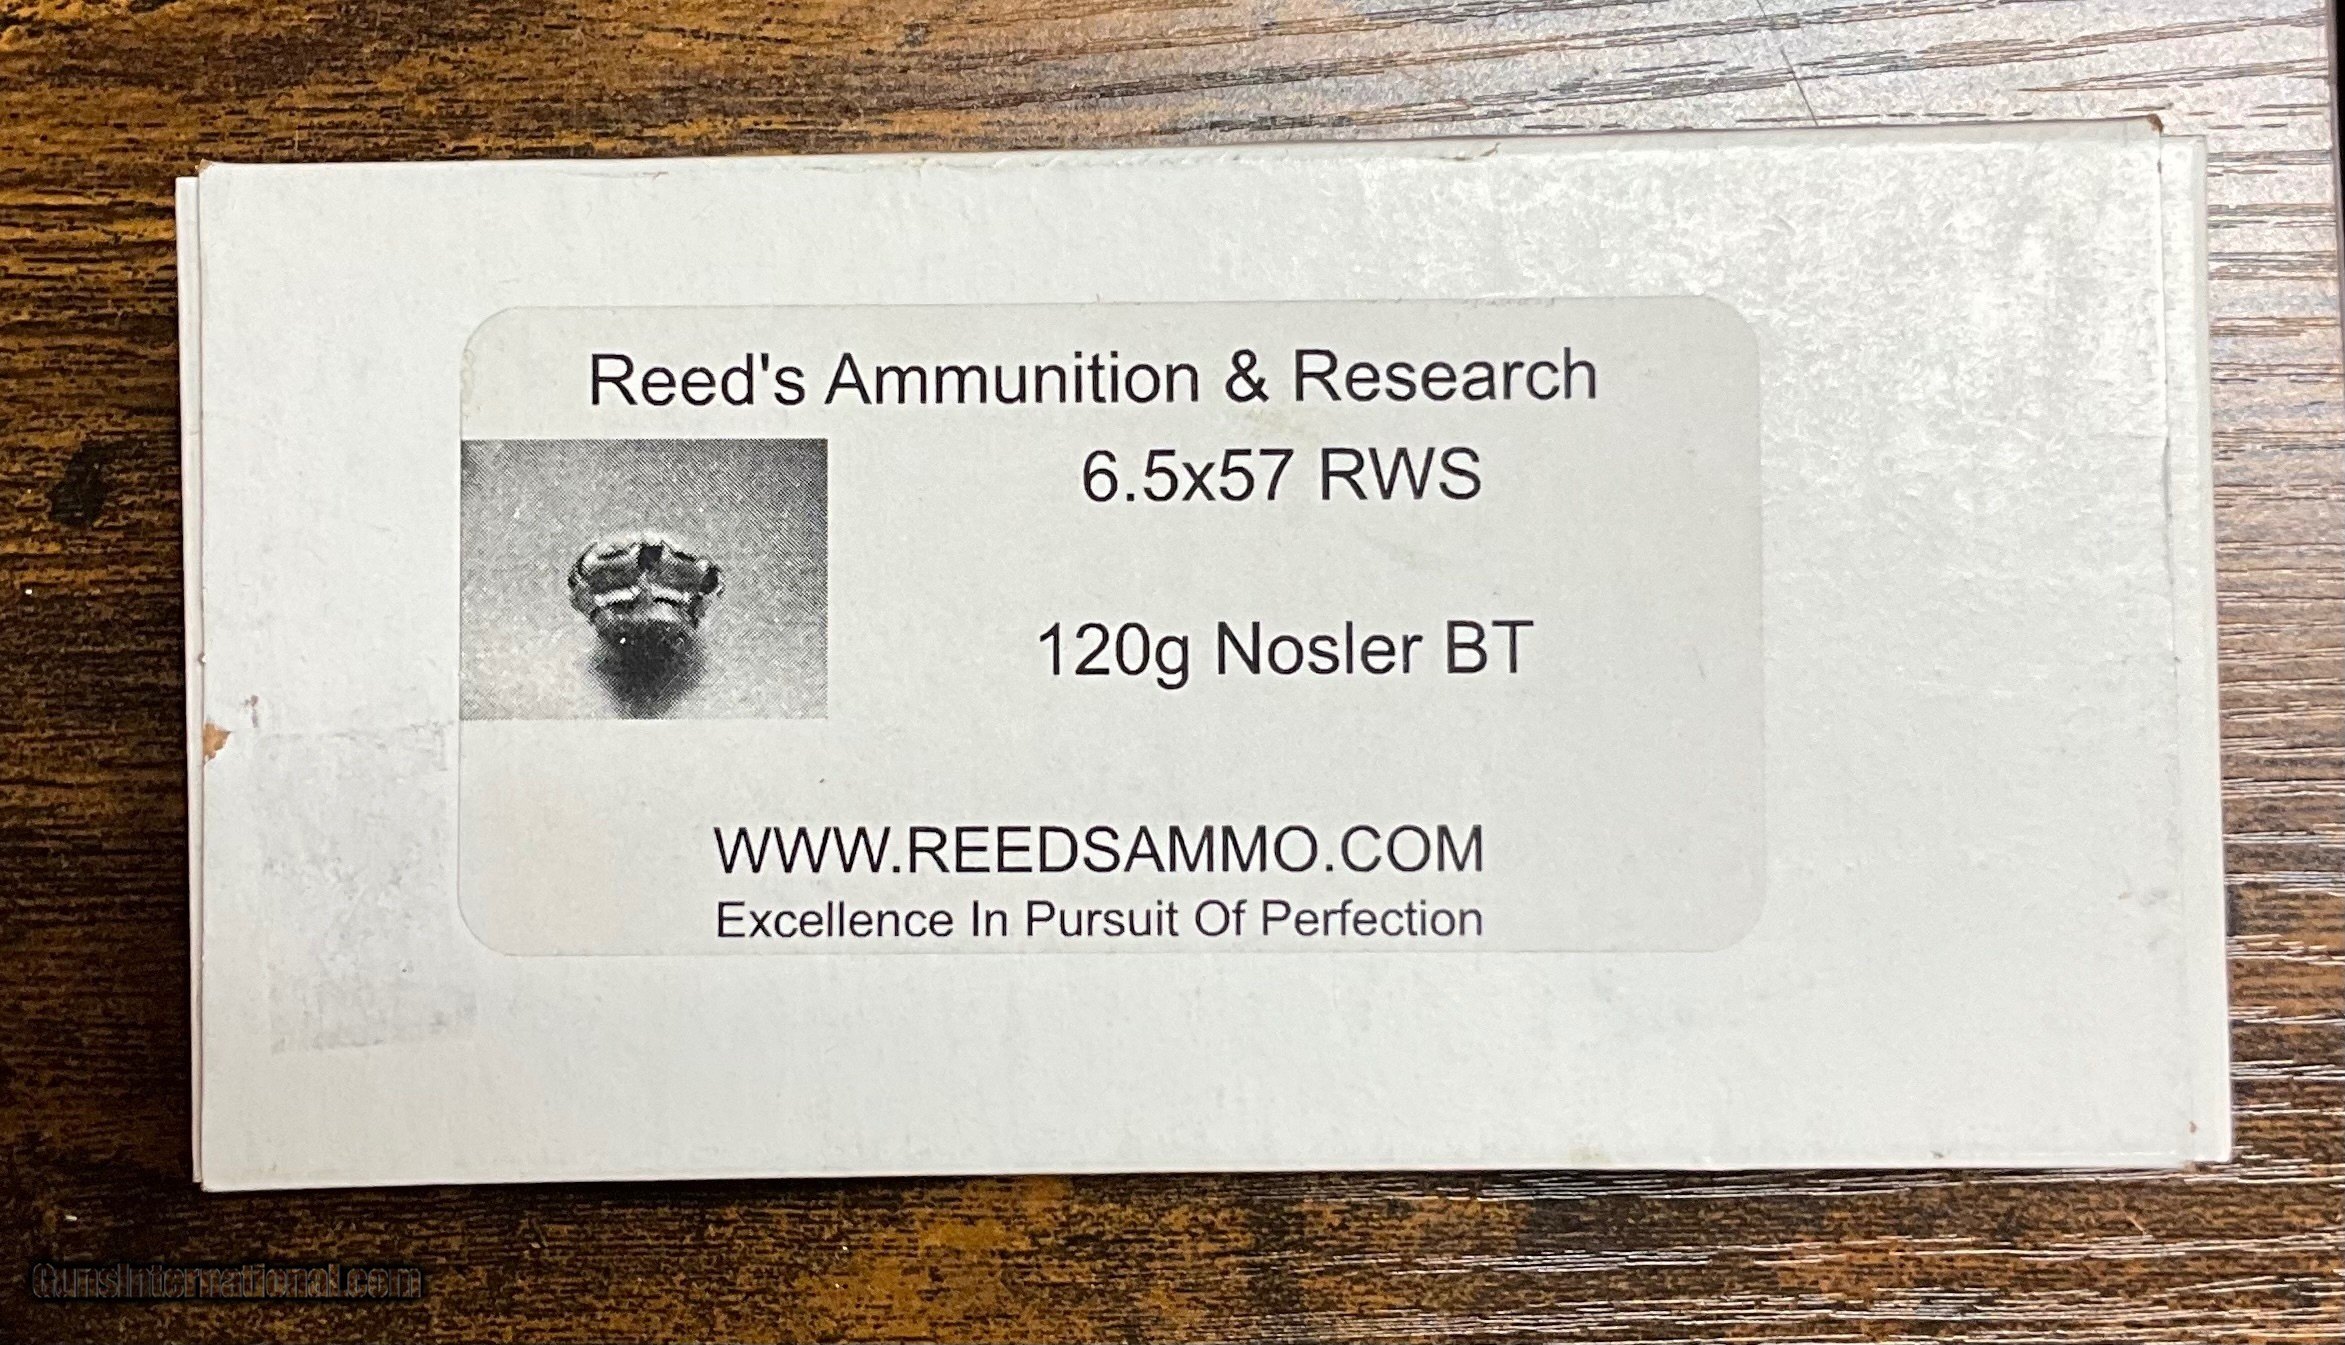 Reed's Ammunition & Research
6.5x57 RWS
120g Nosler BT
WWW.REEDSAMMO.COM
Excellence In Pursuit Of Perfection
GunsInternational.com